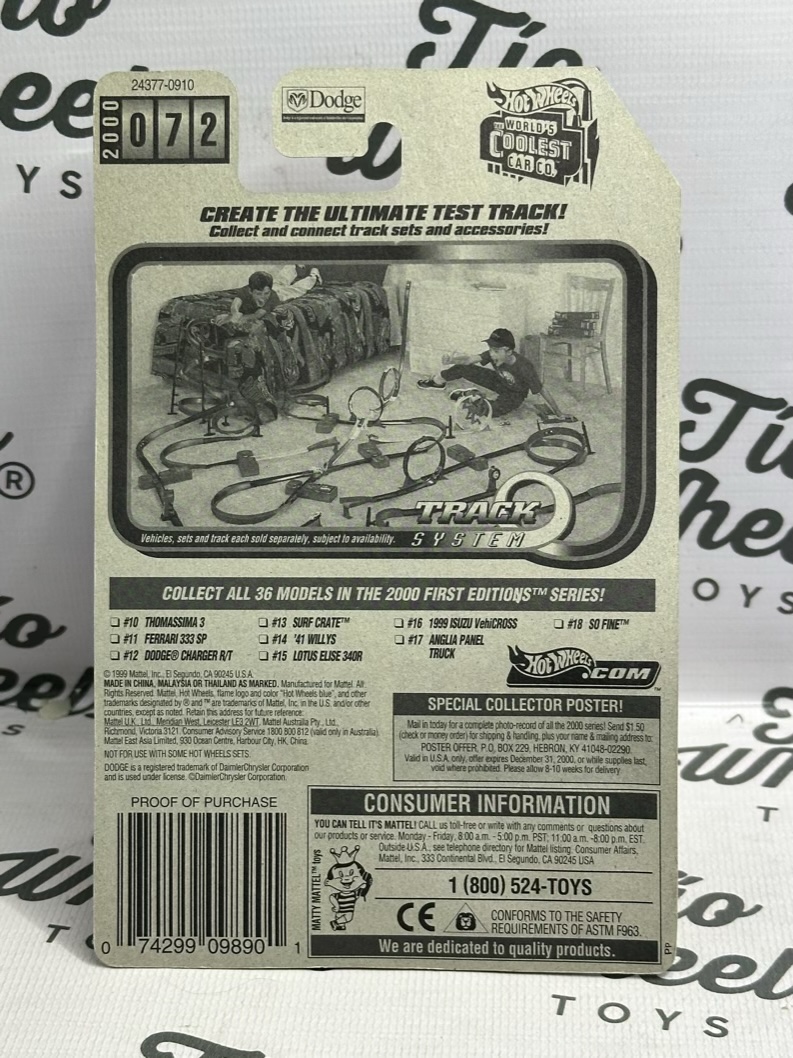 24377-0910
2000 072
Dodge
Hot Wheels
THE WORLD'S
COOLEST
CAR CO.
CREATE THE ULTIMATE TEST TRACK!
Collect and connect track sets and accessories!
TRACK
SYSTEM
Vehicles, sets and track each sold separately, subject to availability.
COLLECT ALL 36 MODELS IN THE 2000 FIRST EDITIONS™ SERIES!
#10 THOMASSIMA 3
#11 FERRARI 333 SP
#12 DODGE® CHARGER R/T
#13 SURF CRATE™
#14 '41 WILLYS
#15 LOTUS ELISE 340R
#16 1999 ISUZU VehiCROSS
#17 ANGLIA PANEL
TRUCK
#18 SO FINE™
Hot Wheels.COM™
© 1999 Mattel, Inc., El Segundo, CA 90245 U.S.A.
MADE IN CHINA, MALAYSIA OR THAILAND AS MARKED. Manufactured for Mattel. All
Rights Reserved. Mattel, Hot Wheels, flame logo and color "Hot Wheels blue", and other
trademarks designated by ® and ™ are trademarks of Mattel, Inc. in the U.S. and/or other
countries, except as noted. Retain this address for future reference:
Mattel U.K., Ltd., Meridian West, Leicester LE3 2WT. Mattel Australia Pty., Ltd.,
Richmond, Victoria.3121. Consumer Advisory Service 1800 800 812 (valid only in Australia).
Mattel East Asia Limited, 930 Ocean Centre, Harbour City, HK, China.
NOT FOR USE WITH SOME HOT WHEELS SETS.
DODGE is a registered trademark of DaimlerChrysler Corporation
and is used under license. ©DaimlerChrysler Corporation.
SPECIAL COLLECTOR POSTER!
Mail in today for a complete photo-record of all the 2000 series! Send $1.50
(check or money order) for shipping & handling, plus your name & mailing address to:
POSTER OFFER, P.O. BOX 229, HEBRON, KY 41048-02290
Valid in U.S.A. only, offer expires December 31, 2000, or while supplies last,
void where prohibited. Please allow 8-10 weeks for delivery.
PROOF OF PURCHASE
0 74299 09890 1
CONSUMER INFORMATION
YOU CAN TELL IT'S MATTEL! CALL us toll-free or write with any comments or questions about
our products or service. Monday - Friday, 8:00 a.m. - 5:00 p.m. PST; 11:00 a.m. -8:00 p.m. EST.
Outside U.S.A., see telephone directory for Mattel listing. Consumer Affairs,
Mattel, Inc., 333 Continental Blvd., El Segundo, CA 90245 USA
MATTY MATTEL™ toys
1 (800) 524-TOYS
CE
CONFORMS TO THE SAFETY
REQUIREMENTS OF ASTM F963.
We are dedicated to quality products.
PP
Tío
Wheels
TOYS
®